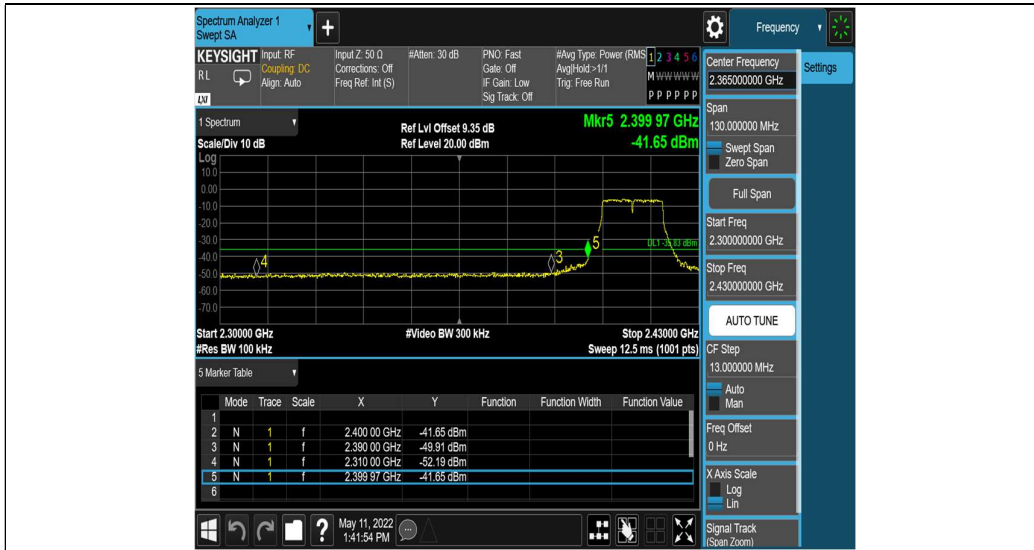 Spectrum Analyzer 1
Swept SA
Frequency
KEYSIGHT
RL
LXI
Input: RF
Coupling: DC
Align: Auto
Input Z: 50 Ω
Corrections: Off
Freq Ref: Int (S)
#Atten: 30 dB
PNO: Fast
Gate: Off
IF Gain: Low
Sig Track: Off
#Avg Type: Power (RMS
Avg|Hold:>1/1
Trig: Free Run
1 2 3 4 5 6
M W W W W W
P P P P P P
1 Spectrum
Scale/Div 10 dB
Ref Lvl Offset 9.35 dB
Ref Level 20.00 dBm
Mkr5 2.399 97 GHz
-41.65 dBm
Log
10.0
0.00
-10.0
-20.0
-30.0
-40.0
-50.0
-60.0
-70.0
4
3
5
DL1 -35.83 dBm
Start 2.30000 GHz
#Video BW 300 kHz
Stop 2.43000 GHz
#Res BW 100 kHz
Sweep 12.5 ms (1001 pts)
5 Marker Table
Mode Trace Scale X Y Function Function Width Function Value
1
2 N 1 f 2.400 00 GHz -41.65 dBm
3 N 1 f 2.390 00 GHz -49.91 dBm
4 N 1 f 2.310 00 GHz -52.19 dBm
5 N 1 f 2.399 97 GHz -41.65 dBm
6
May 11, 2022
1:41:54 PM
Center Frequency
2.365000000 GHz
Settings
Span
130.000000 MHz
Swept Span
Zero Span
Full Span
Start Freq
2.300000000 GHz
Stop Freq
2.430000000 GHz
AUTO TUNE
CF Step
13.000000 MHz
Auto
Man
Freq Offset
0 Hz
X Axis Scale
Log
Lin
Signal Track
(Span Zoom)